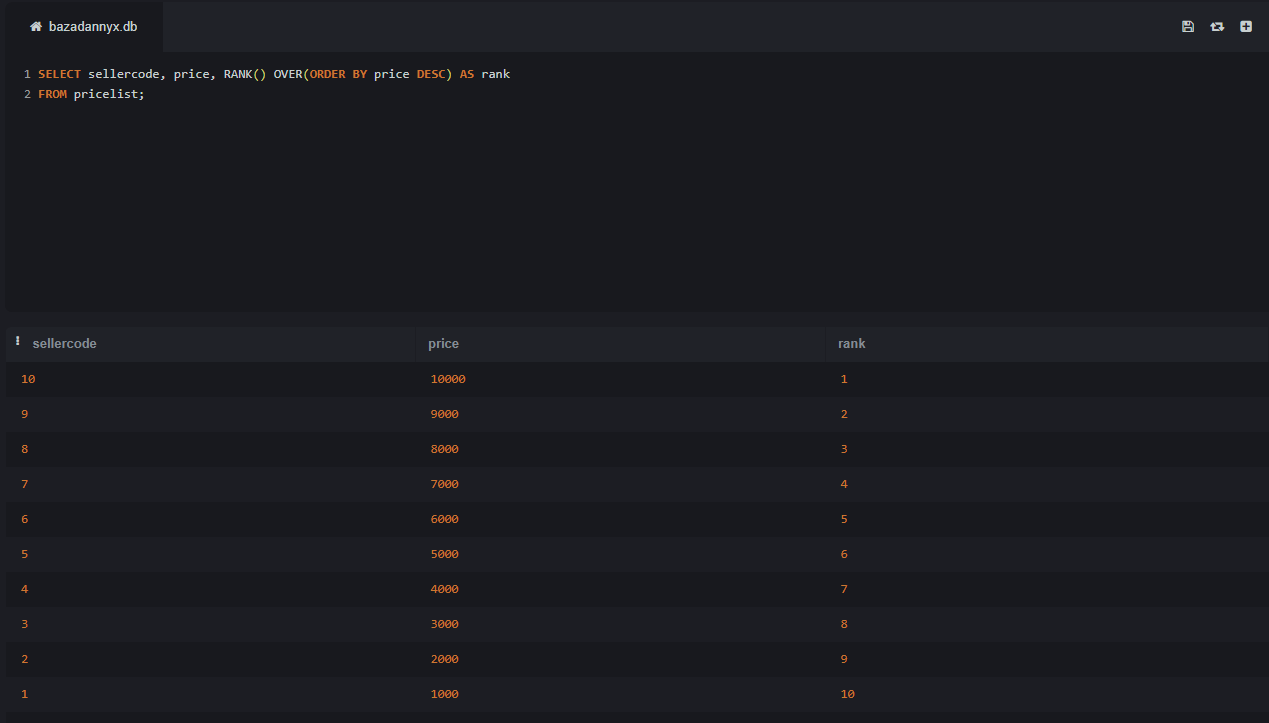 bazadannyx.db
1 SELECT sellercode, price, RANK() OVER(ORDER BY price DESC) AS rank
2 FROM pricelist;
sellercode price rank
10 10000 1
9 9000 2
8 8000 3
7 7000 4
6 6000 5
5 5000 6
4 4000 7
3 3000 8
2 2000 9
1 1000 10